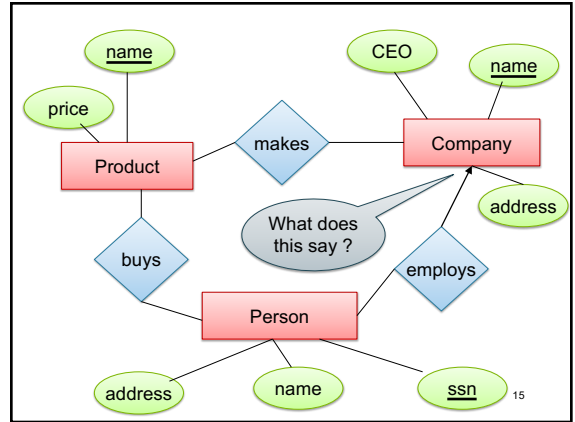 name
CEO
name
price
makes
Company
Product
address
What does
this say ?
buys
employs
Person
address
name
ssn
15